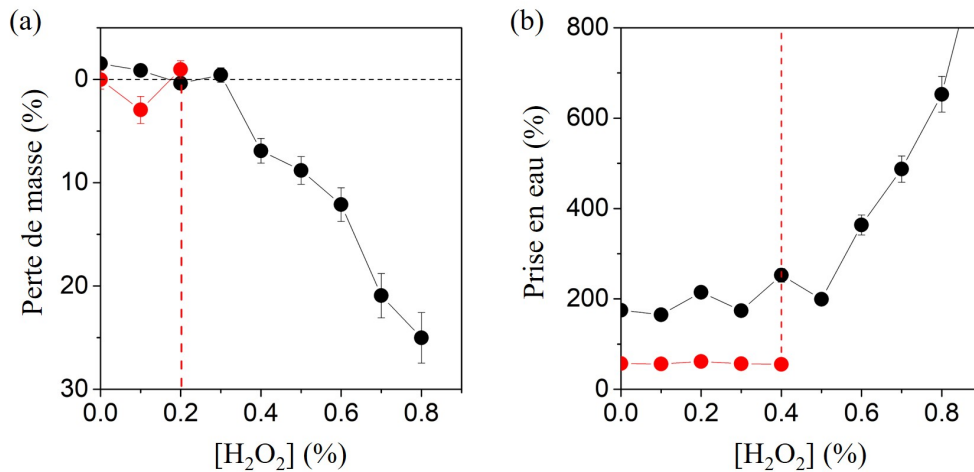 (a)
Perte de masse (%)
0
10
20
30
0.0 0.2 0.4 0.6 0.8
[H₂O₂] (%)
(b)
Prise en eau (%)
800
600
400
200
0
0.0 0.2 0.4 0.6 0.8
[H₂O₂] (%)